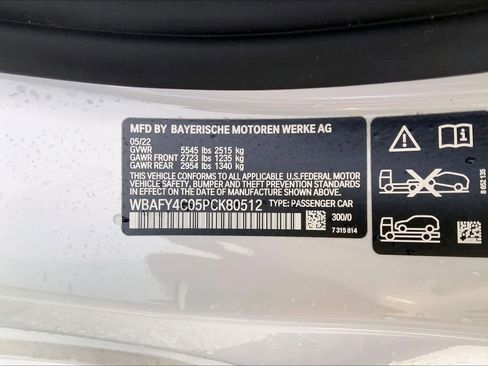 MFD BY BAYERISCHE MOTOREN WERKE AG
05/22
GVWR 5545 lbs 2515 kg
GAWR FRONT 2723 lbs 1235 kg
GAWR REAR 2954 lbs 1340 kg
THIS VEHICLE CONFORMS TO ALL APPLICABLE U.S. FEDERAL MOTOR
VEHICLE SAFETY, BUMPER, AND THEFT PREVENTION STANDARDS IN
EFFECT ON THE DATE OF MANUFACTURE SHOWN ABOVE.
WBAFY4C05PCK80512 TYPE: PASSENGER CAR
300/0
7 315 614
8 652 135